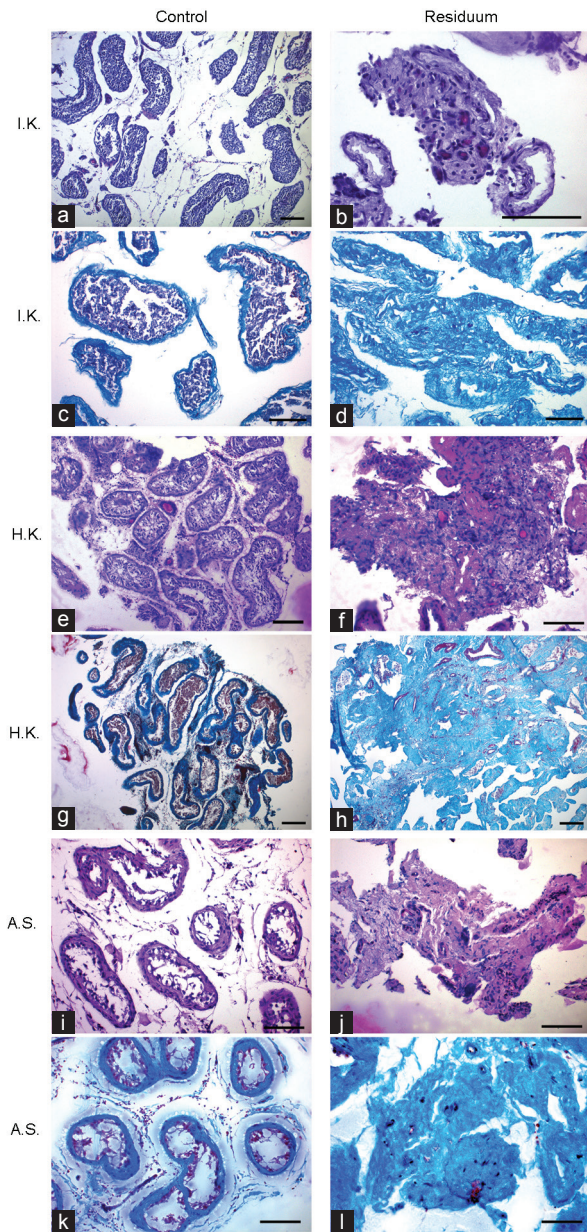 Control Residuum
I.K. a b
I.K. c d
H.K. e f
H.K. g h
A.S. i j
A.S. k l